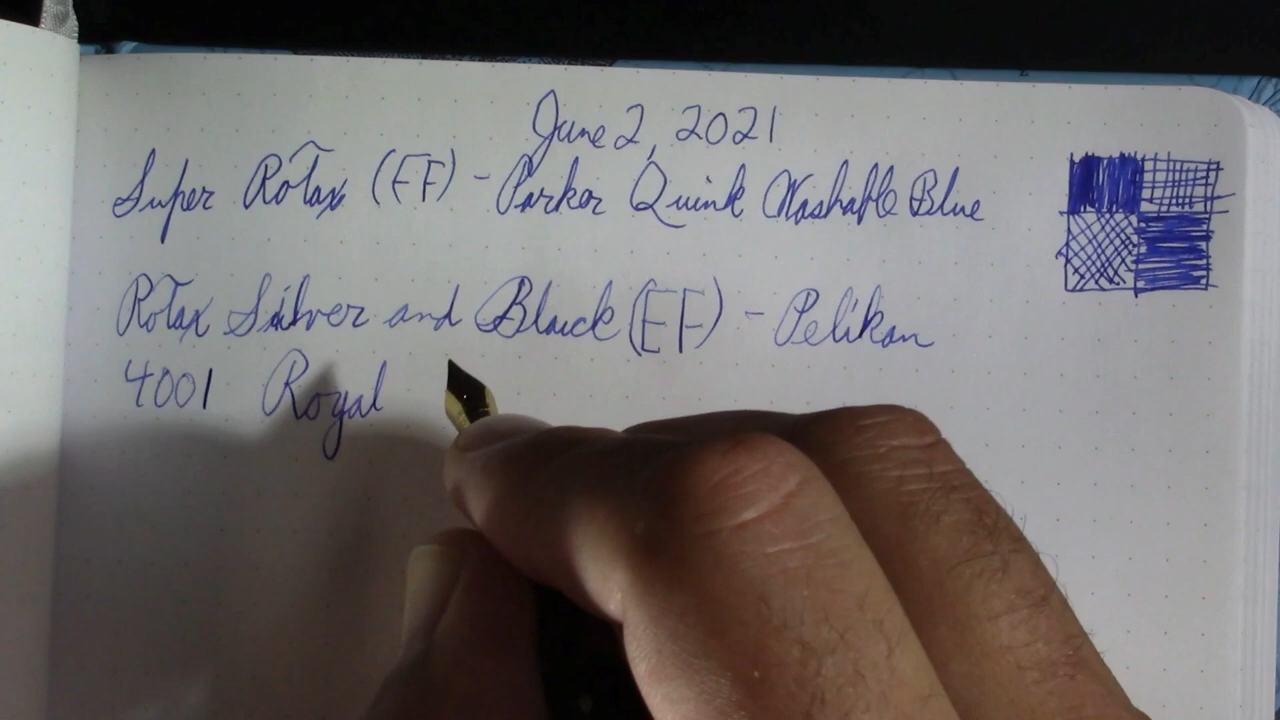 June 2, 2021
Super Rotax (EF) - Parker Quink Washable Blue
Rotax Silver and Black (EF) - Pelikan
4001 Royal